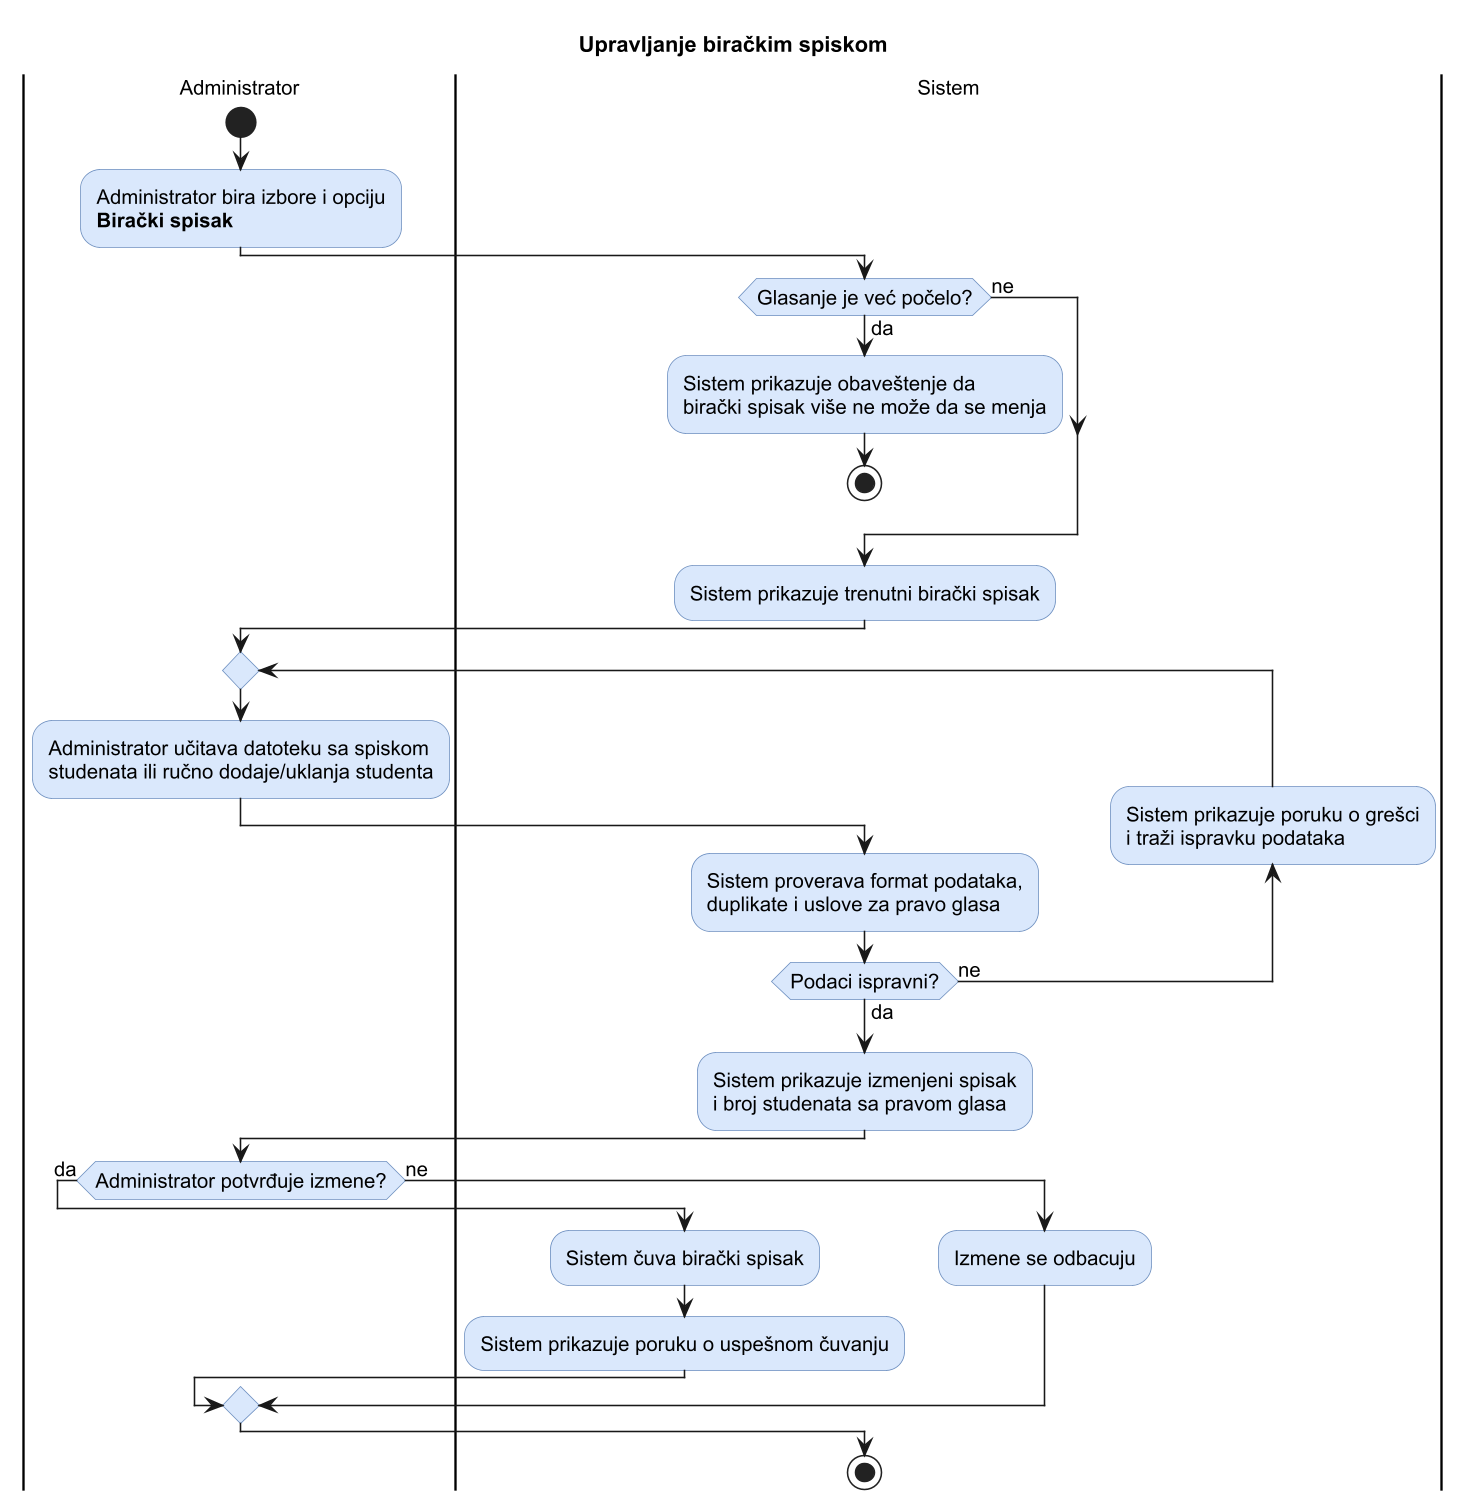 Upravljanje biračkim spiskom
Administrator
Sistem
Administrator bira izbore i opciju
Birački spisak
Glasanje je već počelo?
ne
da
Sistem prikazuje obaveštenje da
birački spisak više ne može da se menja
Sistem prikazuje trenutni birački spisak
Administrator učitava datoteku sa spiskom
studenata ili ručno dodaje/uklanja studenta
Sistem prikazuje poruku o grešci
i traži ispravku podataka
Sistem proverava format podataka,
duplikate i uslove za pravo glasa
Podaci ispravni?
ne
da
Sistem prikazuje izmenjeni spisak
i broj studenata sa pravom glasa
da
Administrator potvrđuje izmene?
ne
Sistem čuva birački spisak
Izmene se odbacuju
Sistem prikazuje poruku o uspešnom čuvanju